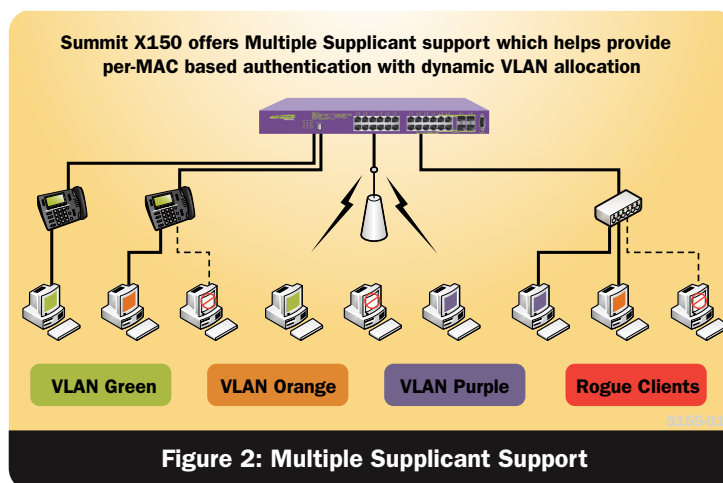 Summit X150 offers Multiple Supplicant support which helps provide
per-MAC based authentication with dynamic VLAN allocation
VLAN Green
VLAN Orange
VLAN Purple
Rogue Clients
Figure 2: Multiple Supplicant Support